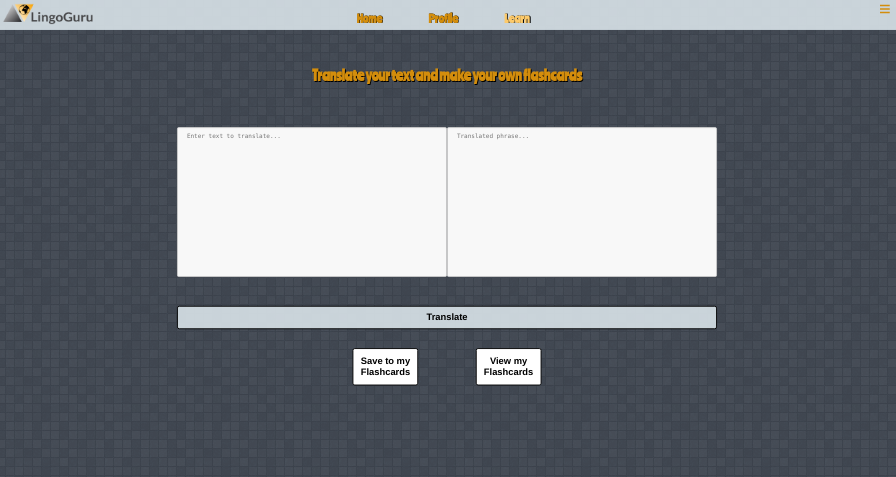 LingoGuru
Home Profile Learn
Translate your text and make your own flashcards
Enter text to translate...
Translated phrase...
Translate
Save to my
Flashcards
View my
Flashcards